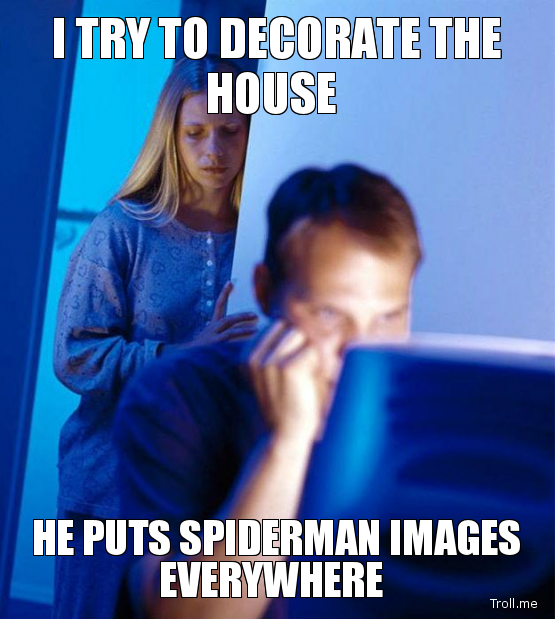 I TRY TO DECORATE THE
HOUSE
HE PUTS SPIDERMAN IMAGES
EVERYWHERE
Troll.me